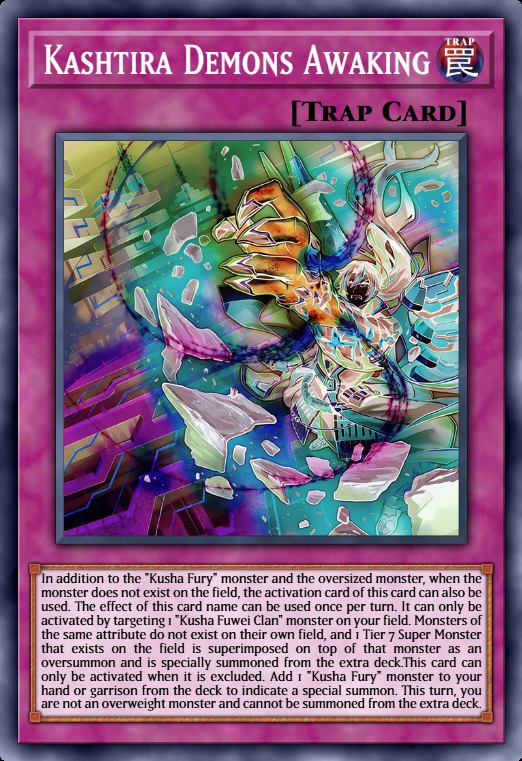 Kashtira Demons Awaking
TRAP
罠
[Trap Card]
In addition to the "Kusha Fury" monster and the oversized monster, when the
monster does not exist on the field, the activation card of this card can also be
used. The effect of this card name can be used once per turn. It can only be
activated by targeting 1 "Kusha Fuwei Clan" monster on your field. Monsters of
the same attribute do not exist on their own field, and 1 Tier 7 Super Monster
that exists on the field is superimposed on top of that monster as an
oversummon and is specially summoned from the extra deck.This card can
only be activated when it is excluded. Add 1 "Kusha Fury" monster to your
hand or garrison from the deck to indicate a special summon. This turn, you
are not an overweight monster and cannot be summoned from the extra deck.